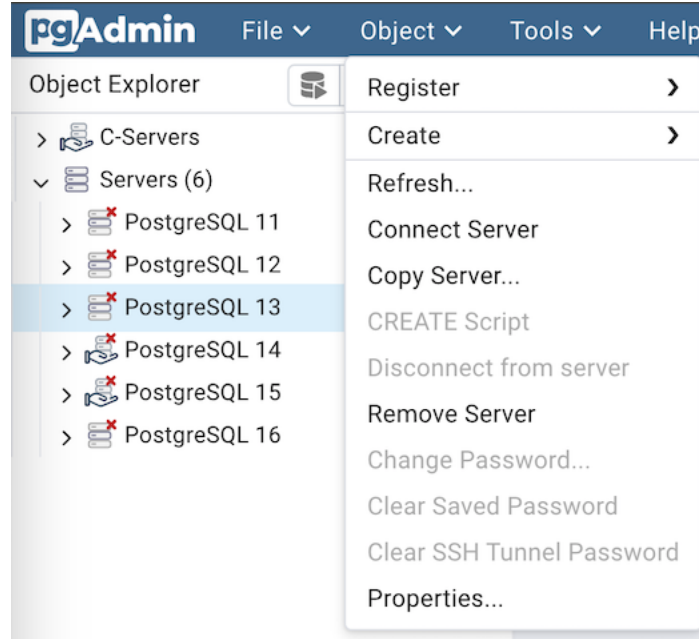 pgAdmin File Object Tools Help
Object Explorer
C-Servers
Servers (6)
PostgreSQL 11
PostgreSQL 12
PostgreSQL 13
PostgreSQL 14
PostgreSQL 15
PostgreSQL 16
Register
Create
Refresh...
Connect Server
Copy Server...
CREATE Script
Disconnect from server
Remove Server
Change Password...
Clear Saved Password
Clear SSH Tunnel Password
Properties...